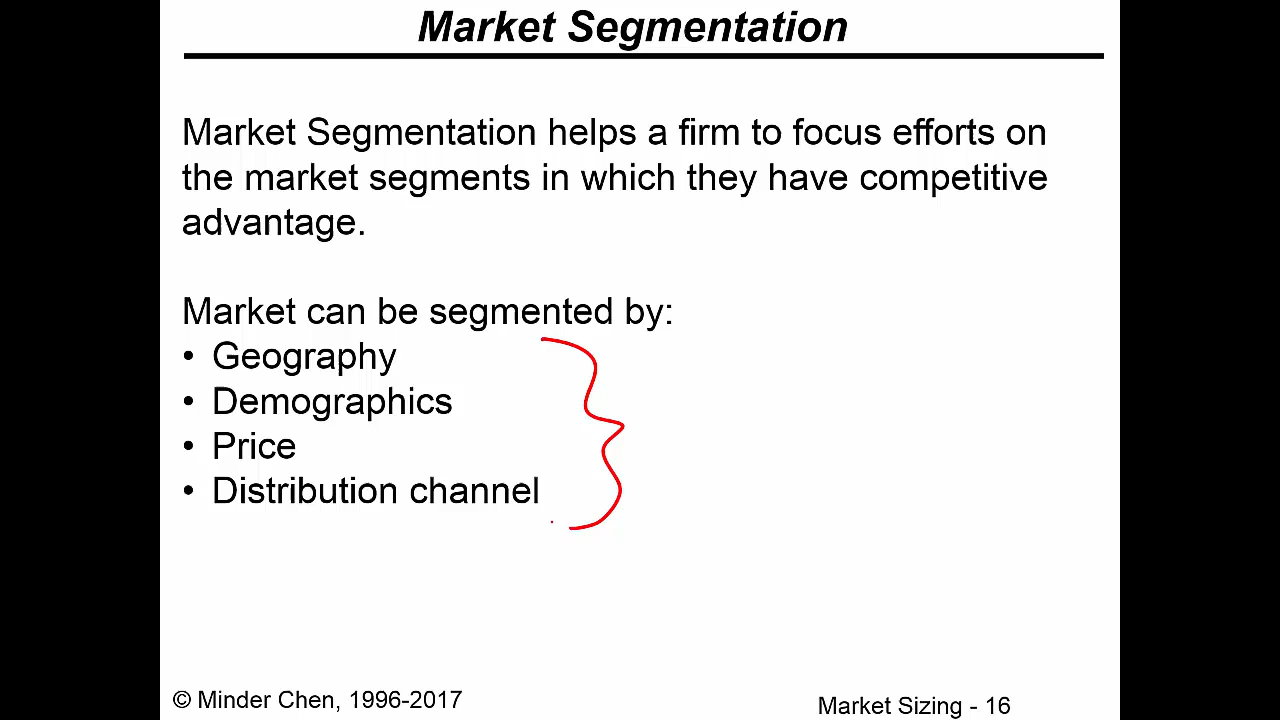 Market Segmentation
Market Segmentation helps a firm to focus efforts on
the market segments in which they have competitive
advantage.
Market can be segmented by:
• Geography
• Demographics
• Price
• Distribution channel
© Minder Chen, 1996-2017
Market Sizing - 16